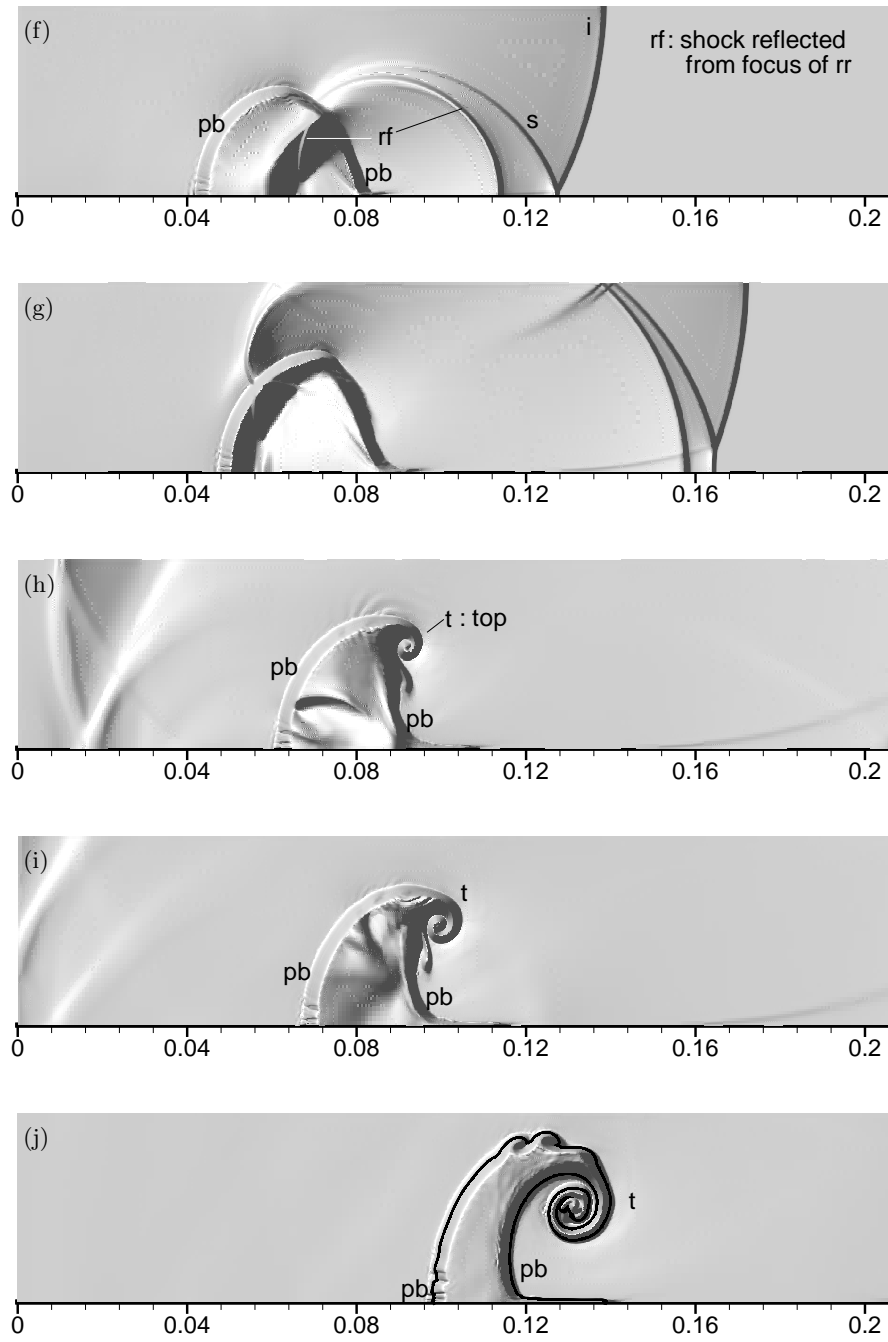 (f)
i
rf: shock reflected
from focus of rr
pb
rf
s
pb
0 0.04 0.08 0.12 0.16 0.2
(g)
0 0.04 0.08 0.12 0.16 0.2
(h)
t : top
pb
pb
0 0.04 0.08 0.12 0.16 0.2
(i)
t
pb
pb
0 0.04 0.08 0.12 0.16 0.2
(j)
t
pb
pb
0 0.04 0.08 0.12 0.16 0.2